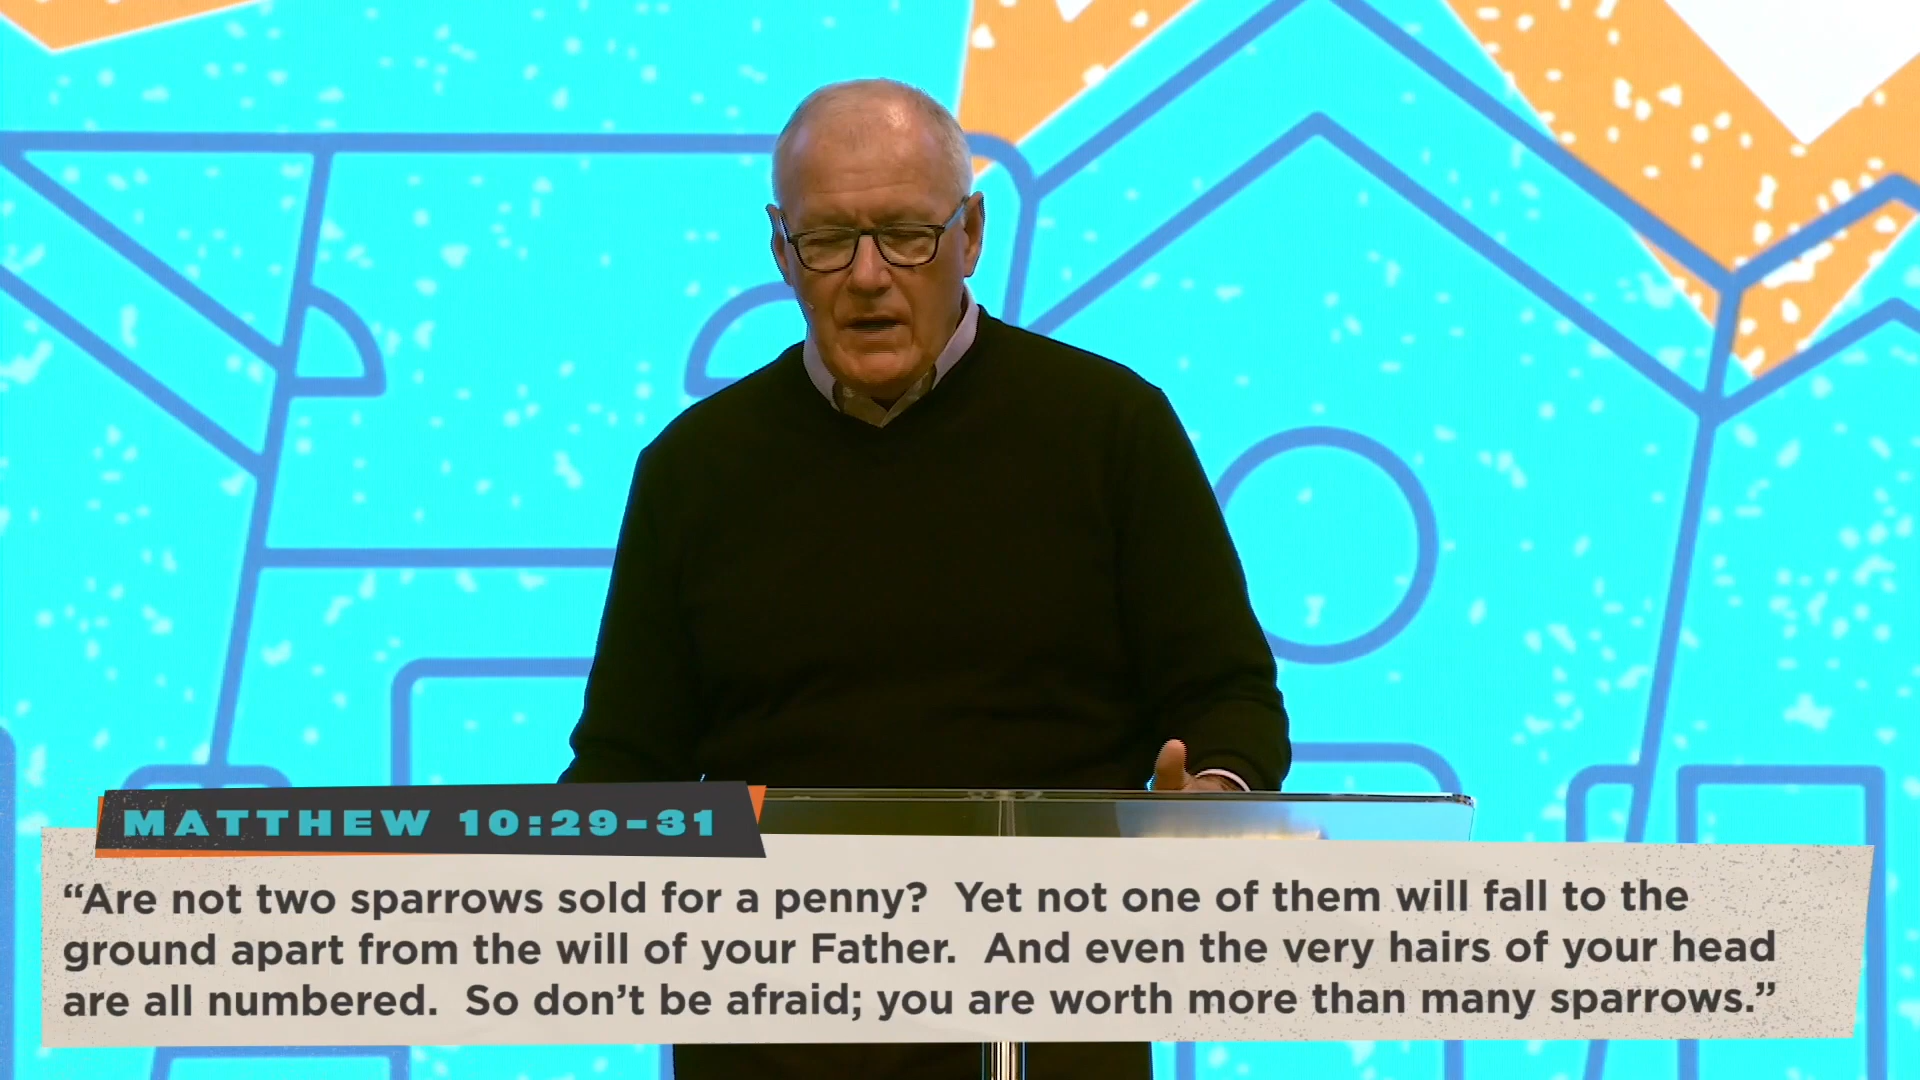 MATTHEW 10:29-31
“Are not two sparrows sold for a penny?  Yet not one of them will fall to the
ground apart from the will of your Father.  And even the very hairs of your head
are all numbered.  So don’t be afraid; you are worth more than many sparrows.”